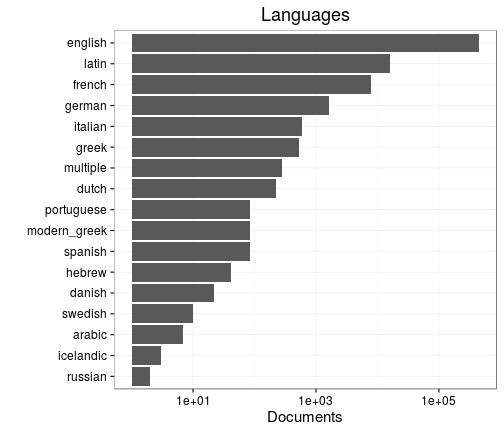 Languages
english
latin
french
german
italian
greek
multiple
dutch
portuguese
modern_greek
spanish
hebrew
danish
swedish
arabic
icelandic
russian
1e+01 1e+03 1e+05
Documents